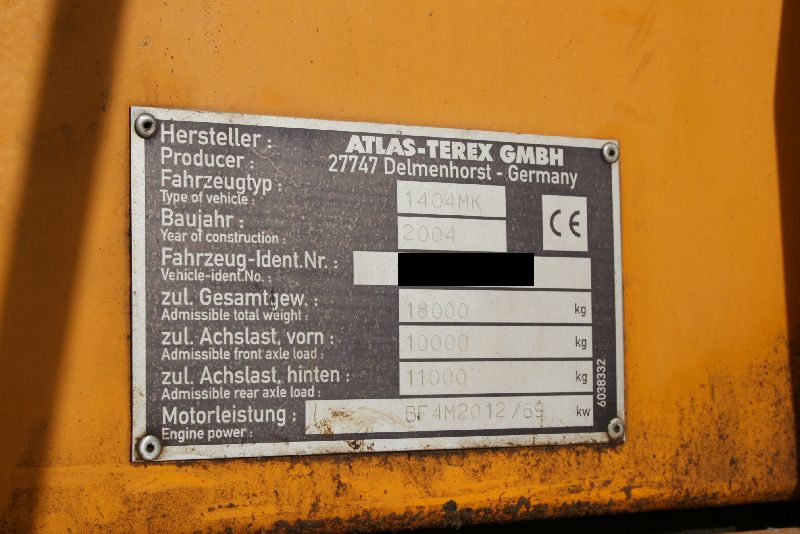 Hersteller :
Producer :
ATLAS-TEREX GMBH
27747 Delmenhorst - Germany
Fahrzeugtyp :
Type of vehicle :
1404MK
Baujahr :
Year of construction :
2004
CE
Fahrzeug-Ident.Nr. :
Vehicle-ident.No. :
zul. Gesamtgew. :
Admissible total weight :
18000 kg
zul. Achslast, vorn :
Admissible front axle load :
10000 kg
zul. Achslast, hinten :
Admissible rear axle load :
11000 kg
Motorleistung :
Engine power :
BF4M2012/69 kw
6038332